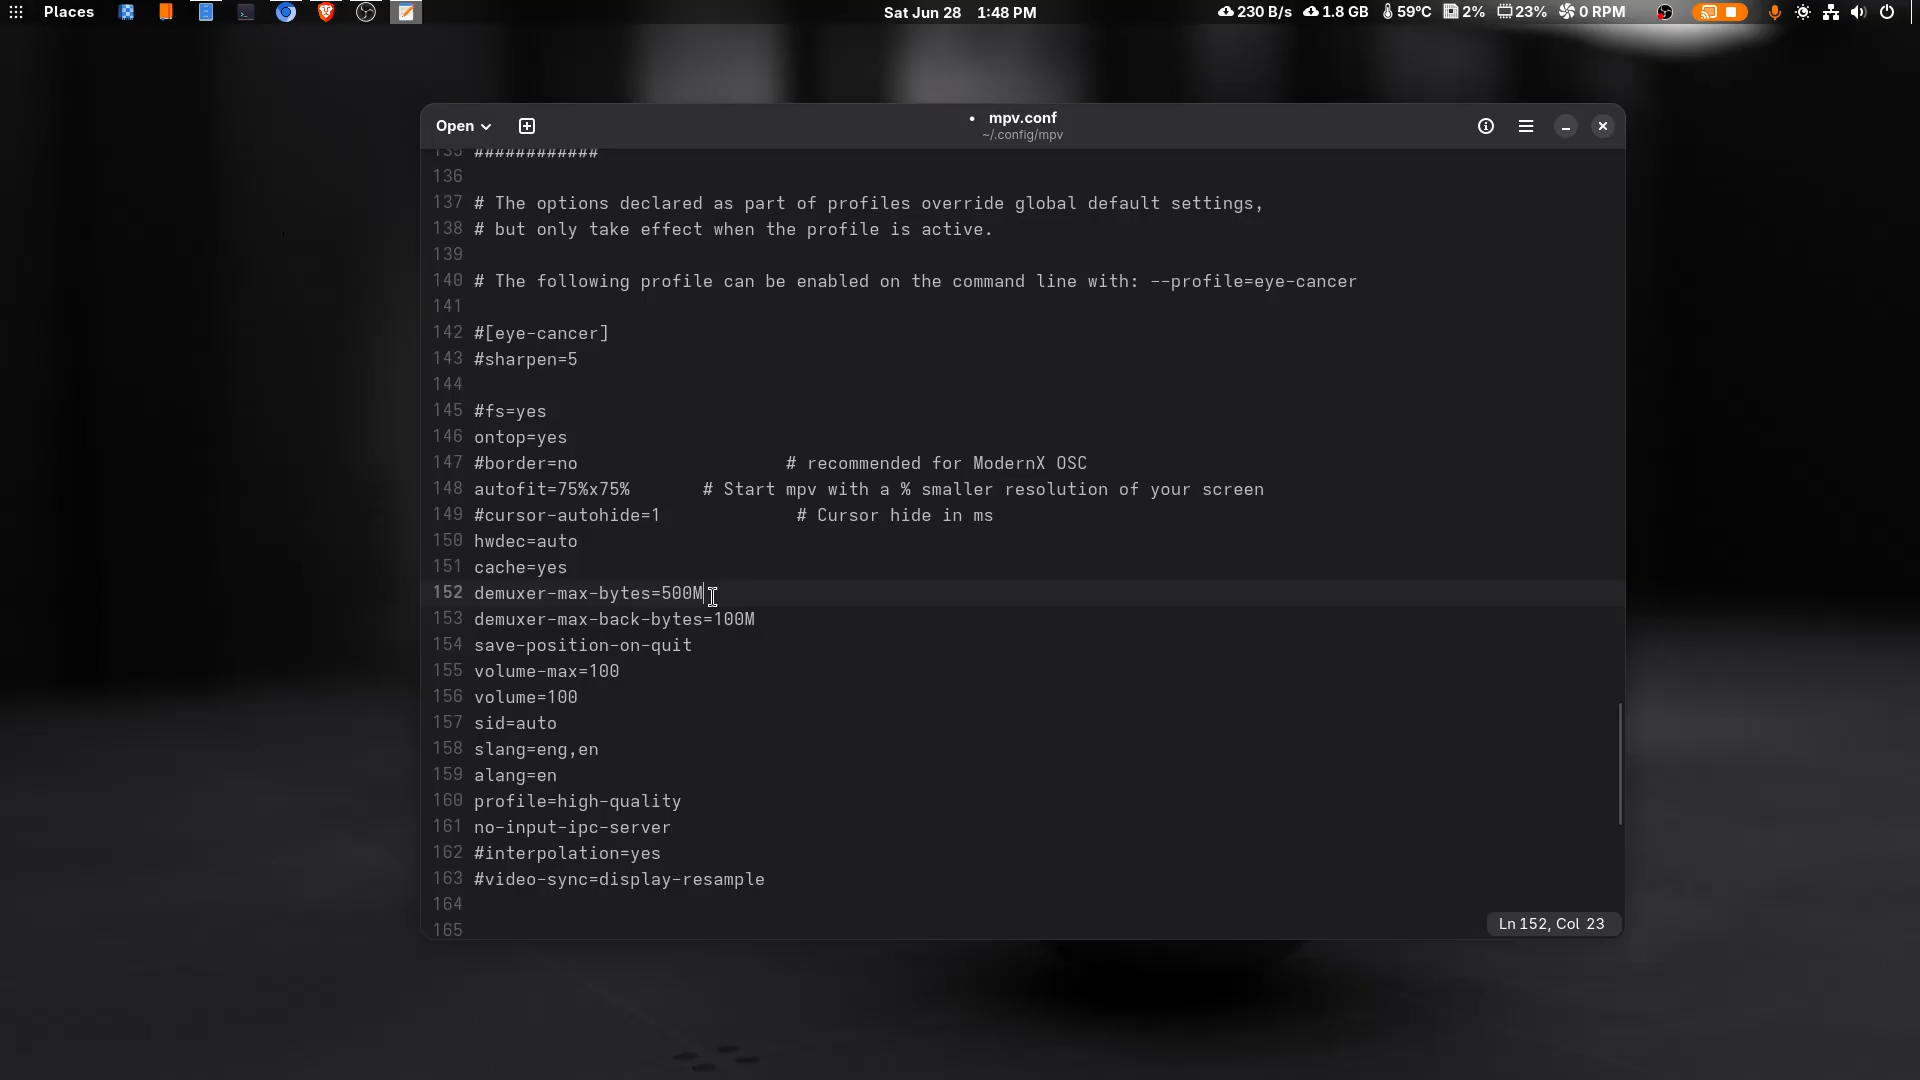 Places
Sat Jun 28 1:48 PM
230 B/s 1.8 GB 59°C 2% 23% 0 RPM
Open
• mpv.conf
~/.config/mpv
135 ############
136
137 # The options declared as part of profiles override global default settings,
138 # but only take effect when the profile is active.
139
140 # The following profile can be enabled on the command line with: --profile=eye-cancer
141
142 #[eye-cancer]
143 #sharpen=5
144
145 #fs=yes
146 ontop=yes
147 #border=no                    # recommended for ModernX OSC
148 autofit=75%x75%       # Start mpv with a % smaller resolution of your screen
149 #cursor-autohide=1             # Cursor hide in ms
150 hwdec=auto
151 cache=yes
152 demuxer-max-bytes=500M
153 demuxer-max-back-bytes=100M
154 save-position-on-quit
155 volume-max=100
156 volume=100
157 sid=auto
158 slang=eng,en
159 alang=en
160 profile=high-quality
161 no-input-ipc-server
162 #interpolation=yes
163 #video-sync=display-resample
164
165
Ln 152, Col 23